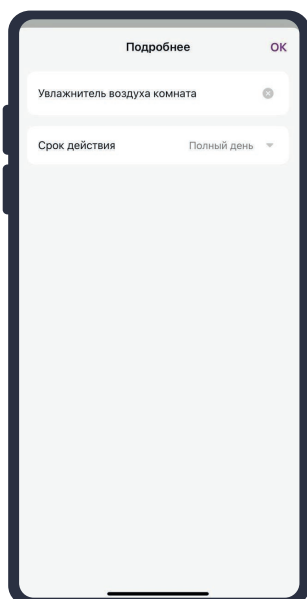 Подробнее OK
Увлажнитель воздуха комната
Срок действия Полный день